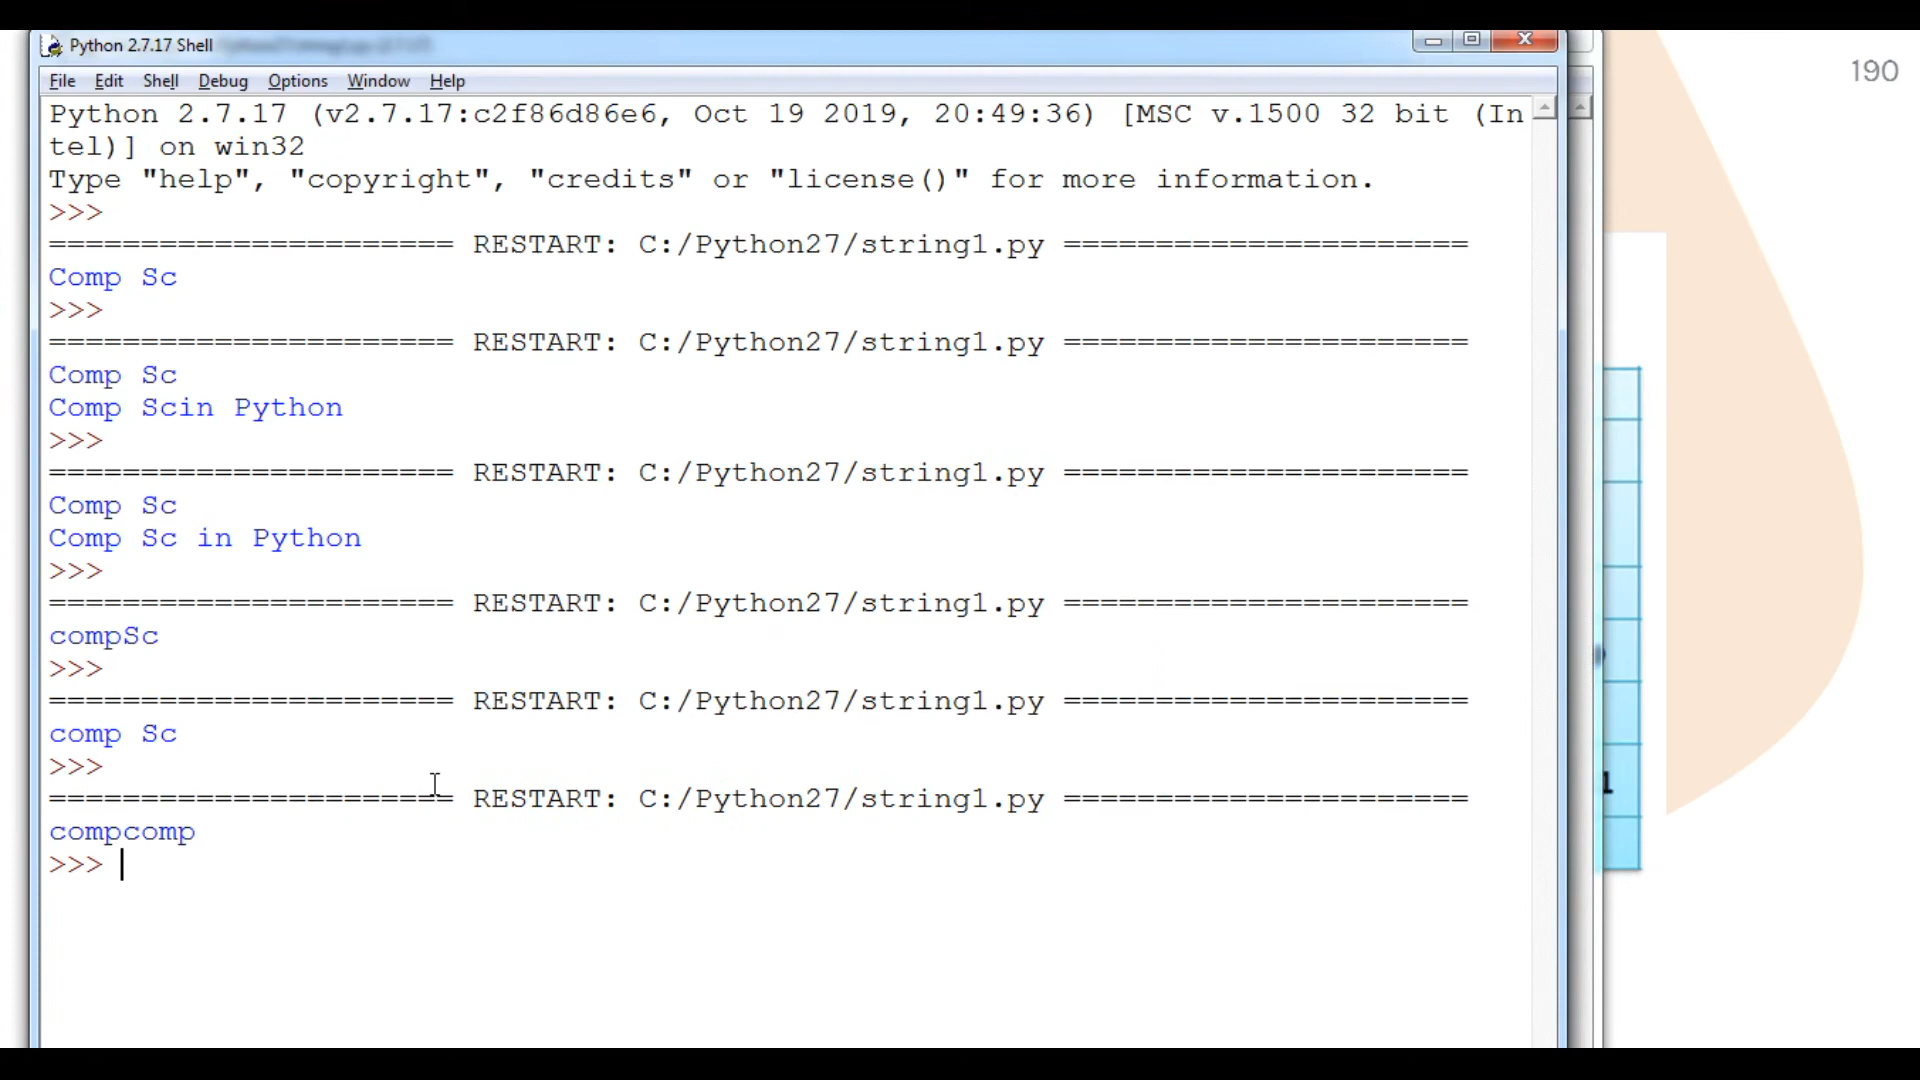 Python 2.7.17 Shell
190
File Edit Shell Debug Options Window Help
Python 2.7.17 (v2.7.17:c2f86d86e6, Oct 19 2019, 20:49:36) [MSC v.1500 32 bit (In
tel)] on win32
Type "help", "copyright", "credits" or "license()" for more information.
>>>
====================== RESTART: C:/Python27/string1.py ======================
Comp Sc
>>>
====================== RESTART: C:/Python27/string1.py ======================
Comp Sc
Comp Scin Python
>>>
====================== RESTART: C:/Python27/string1.py ======================
Comp Sc
Comp Sc in Python
>>>
====================== RESTART: C:/Python27/string1.py ======================
compSc
>>>
====================== RESTART: C:/Python27/string1.py ======================
comp Sc
>>>
====================== RESTART: C:/Python27/string1.py ======================
compcomp
>>>